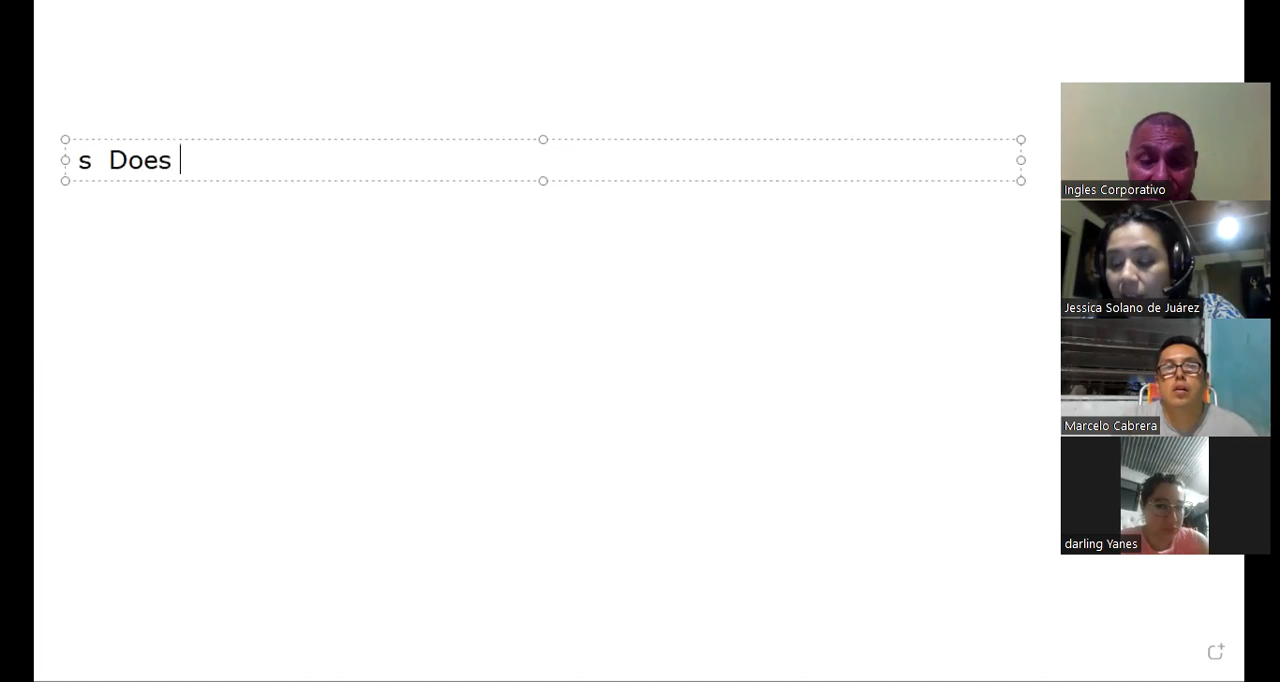 s  Does
Ingles Corporativo
Jessica Solano de Juárez
Marcelo Cabrera
darling Yanes